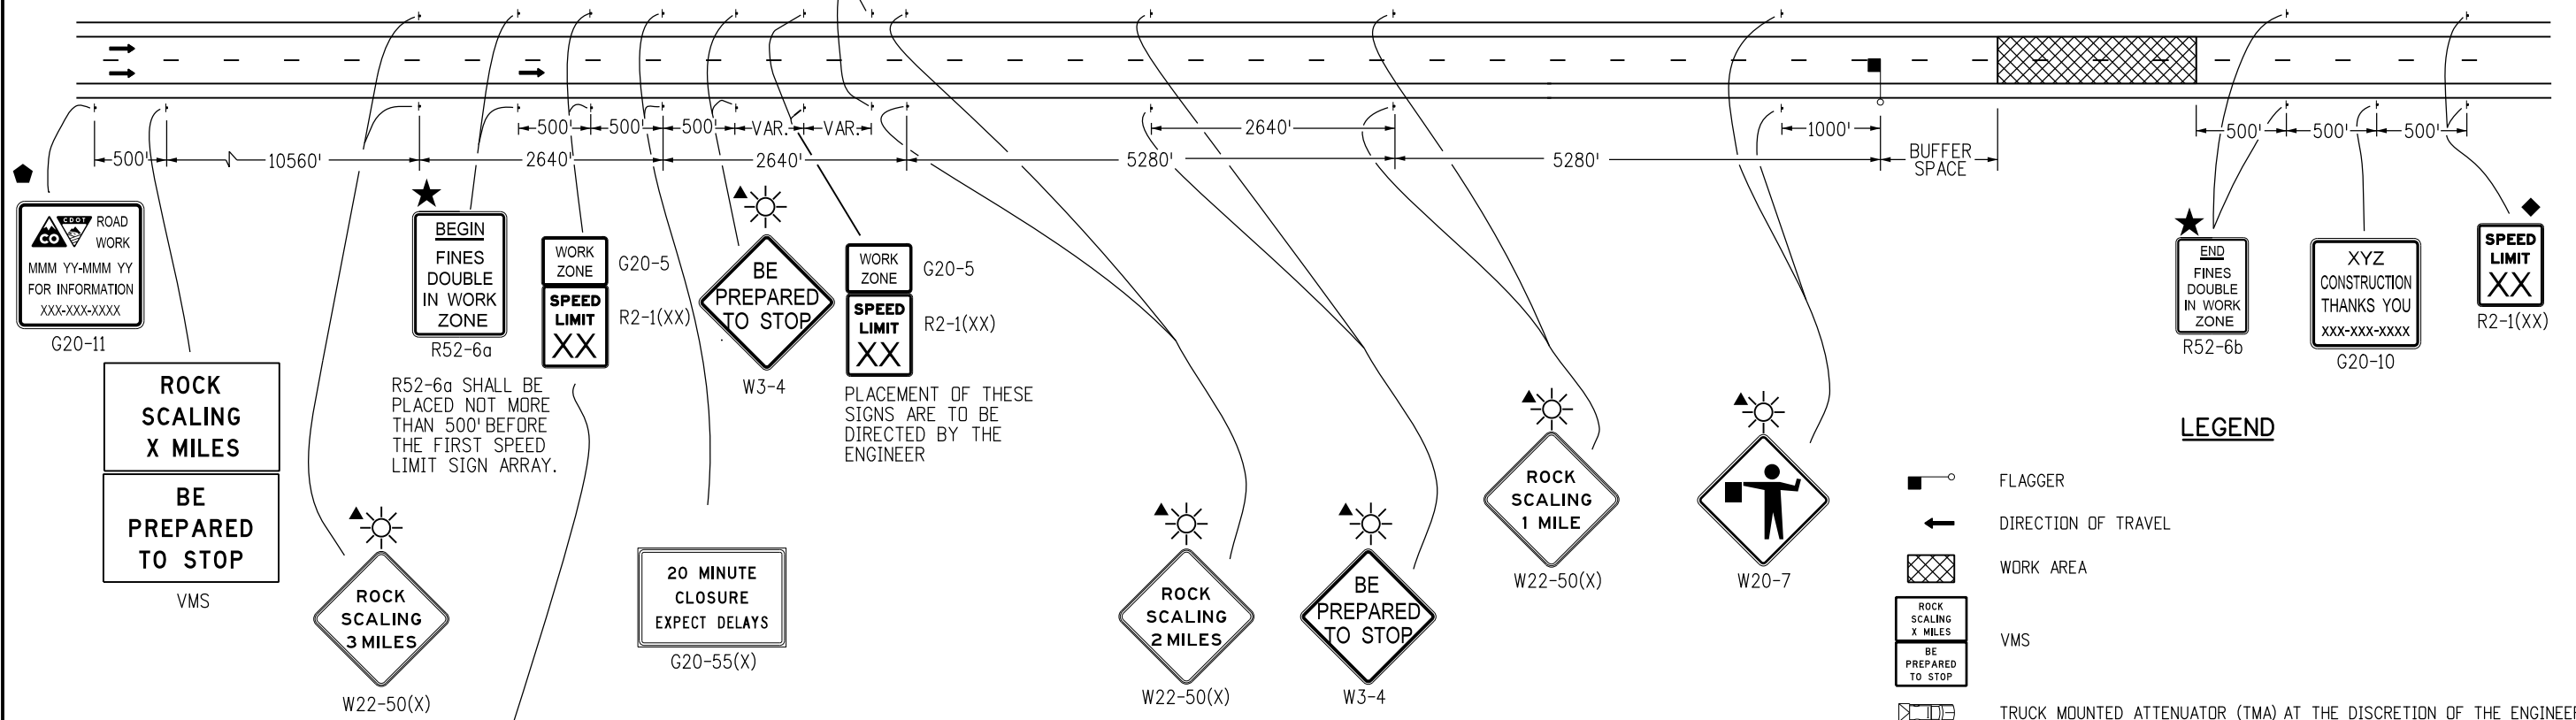 500'
500'
500'
VAR.
VAR.
2640'
1000'
500'
500'
500'
500'
10560'
2640'
2640'
5280'
5280'
BUFFER
SPACE
CDOT
CO
ROAD
WORK
MMM YY-MMM YY
FOR INFORMATION
XXX-XXX-XXXX
G20-11
ROCK
SCALING
X MILES
BE
PREPARED
TO STOP
VMS
ROCK
SCALING
3 MILES
W22-50(X)
BEGIN
FINES
DOUBLE
IN WORK
ZONE
R52-6a
R52-6a SHALL BE
PLACED NOT MORE
THAN 500' BEFORE
THE FIRST SPEED
LIMIT SIGN ARRAY.
WORK
ZONE
G20-5
SPEED
LIMIT
XX
R2-1(XX)
20 MINUTE
CLOSURE
EXPECT DELAYS
G20-55(X)
BE
PREPARED
TO STOP
W3-4
WORK
ZONE
G20-5
SPEED
LIMIT
XX
R2-1(XX)
PLACEMENT OF THESE
SIGNS ARE TO BE
DIRECTED BY THE
ENGINEER
ROCK
SCALING
2 MILES
W22-50(X)
BE
PREPARED
TO STOP
W3-4
ROCK
SCALING
1 MILE
W22-50(X)
W20-7
END
FINES
DOUBLE
IN WORK
ZONE
R52-6b
XYZ
CONSTRUCTION
THANKS YOU
XXX-XXX-XXXX
G20-10
SPEED
LIMIT
XX
R2-1(XX)
LEGEND
FLAGGER
DIRECTION OF TRAVEL
WORK AREA
ROCK
SCALING
X MILES
BE
PREPARED
TO STOP
VMS
TRUCK MOUNTED ATTENUATOR (TMA) AT THE DISCRETION OF THE ENGINEER